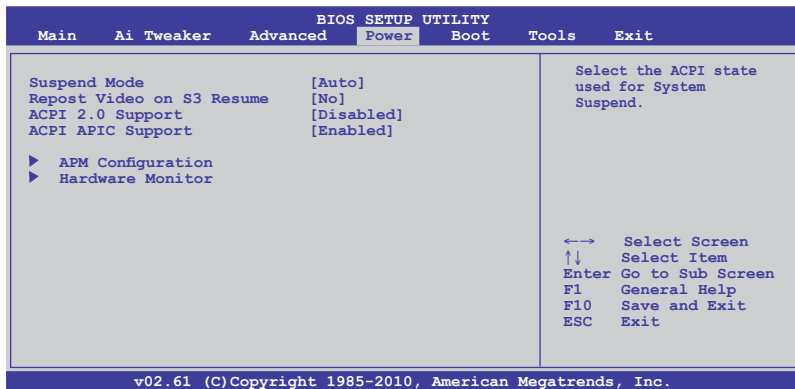 BIOS SETUP UTILITY
Main Ai Tweaker Advanced Power Boot Tools Exit
Suspend Mode [Auto]
Repost Video on S3 Resume [No]
ACPI 2.0 Support [Disabled]
ACPI APIC Support [Enabled]
▶ APM Configuration
▶ Hardware Monitor
Select the ACPI state
used for System
Suspend.
←→ Select Screen
↑↓ Select Item
Enter Go to Sub Screen
F1 General Help
F10 Save and Exit
ESC Exit
v02.61 (C)Copyright 1985-2010, American Megatrends, Inc.